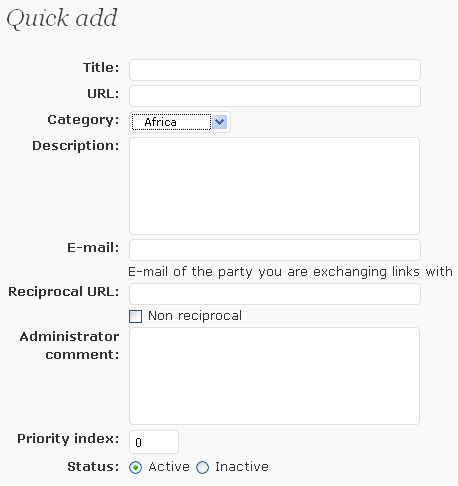 Quick add
Title:
URL:
Category: Africa
Description:
E-mail:
E-mail of the party you are exchanging links with
Reciprocal URL:
Non reciprocal
Administrator
comment:
Priority index: 0
Status: Active Inactive